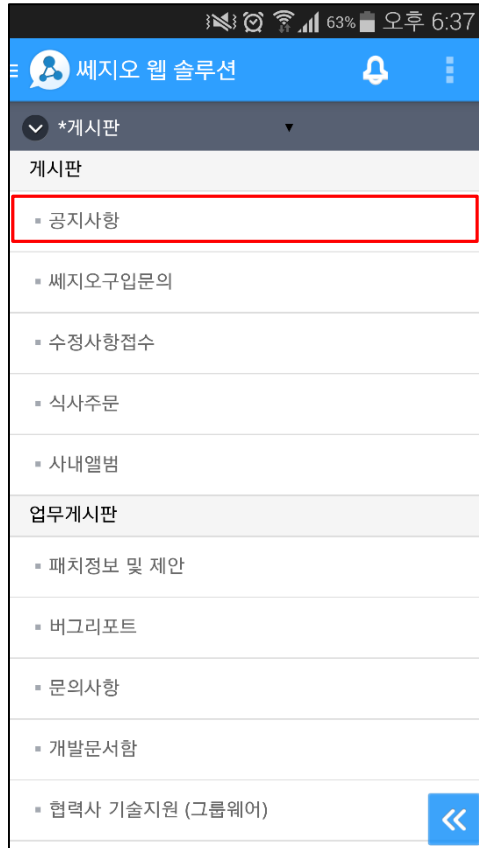 63% 오후 6:37
쎄지오 웹 솔루션
*게시판
게시판
공지사항
쎄지오구입문의
수정사항접수
식사주문
사내앨범
업무게시판
패치정보 및 제안
버그리포트
문의사항
개발문서함
협력사 기술지원 (그룹웨어)